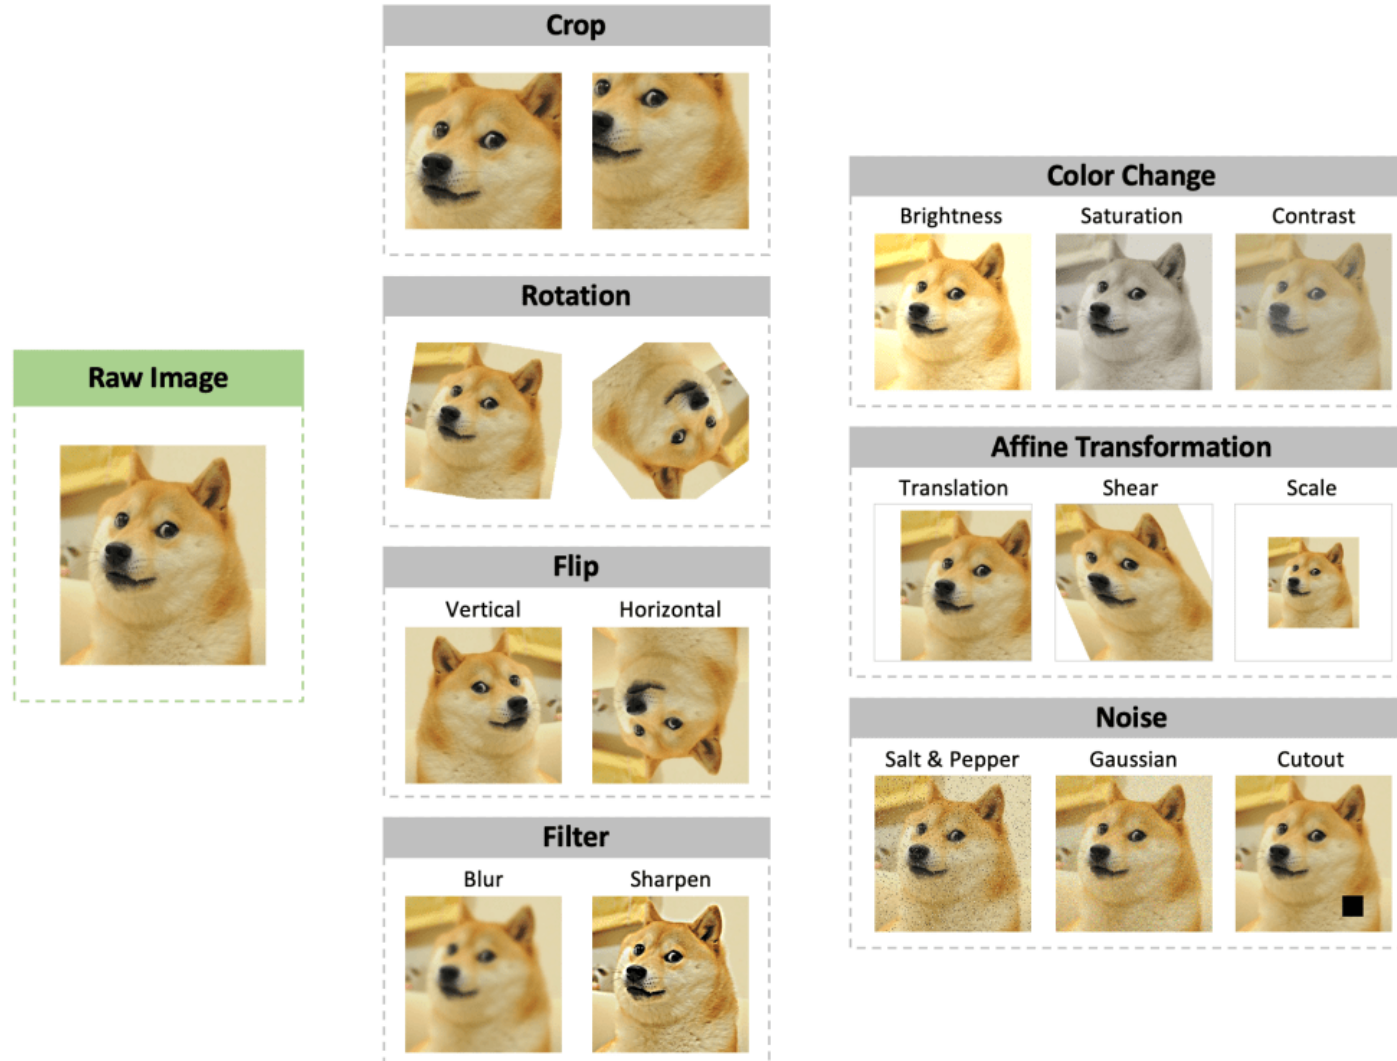 Raw Image
Crop
Rotation
Flip
Vertical Horizontal
Filter
Blur Sharpen
Color Change
Brightness Saturation Contrast
Affine Transformation
Translation Shear Scale
Noise
Salt & Pepper Gaussian Cutout